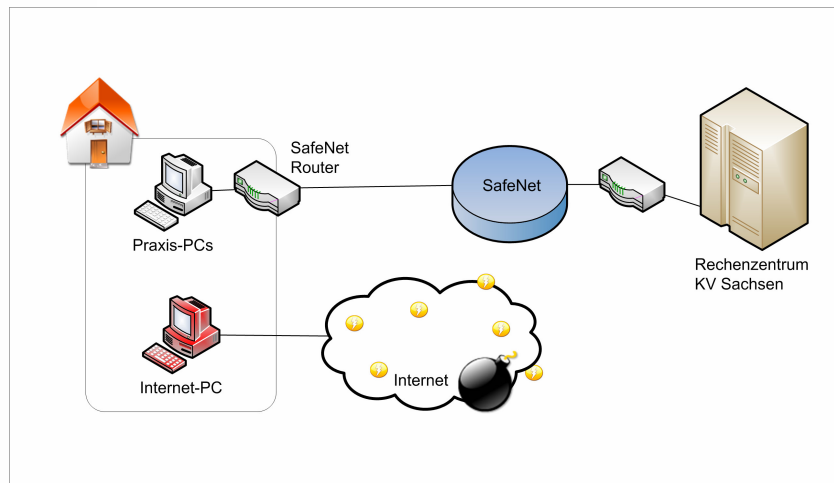 SafeNet
Router
SafeNet
Praxis-PCs
Rechenzentrum
KV Sachsen
Internet-PC
Internet